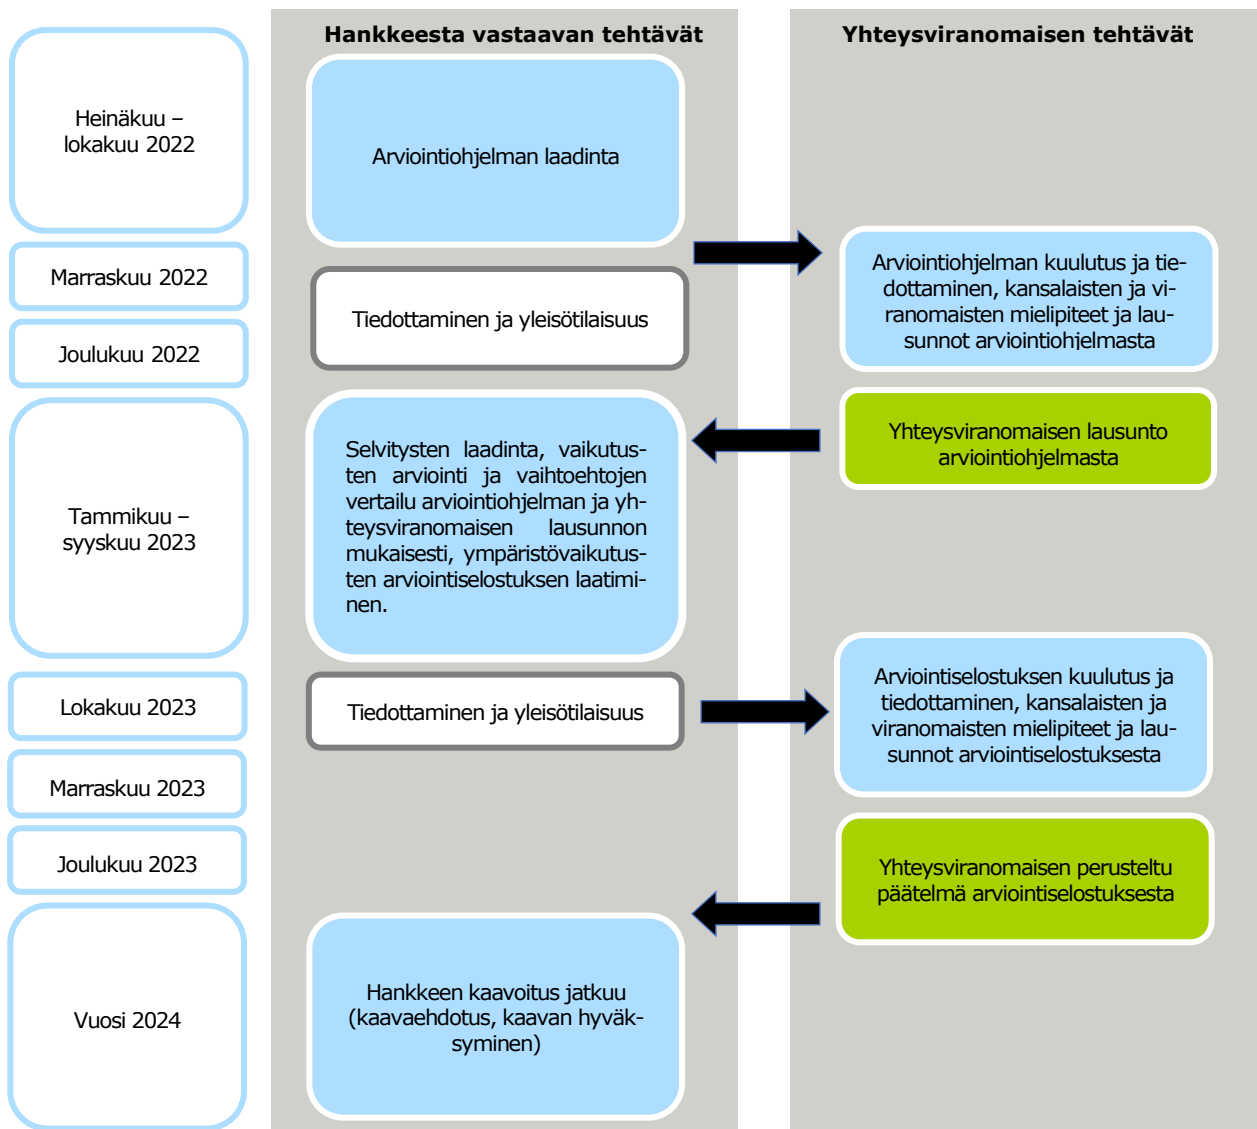 Hankkeesta vastaavan tehtävät
Yhteysviranomaisen tehtävät
Heinäkuu –
lokakuu 2022
Arviointiohjelman laadinta
Marraskuu 2022
Tiedottaminen ja yleisötilaisuus
Arviointiohjelman kuulutus ja tie-
dottaminen, kansalaisten ja vi-
ranomaisten mielipiteet ja lau-
sunnot arviointiohjelmasta
Joulukuu 2022
Yhteysviranomaisen lausunto
arviointiohjelmasta
Tammikuu –
syyskuu 2023
Selvitysten laadinta, vaikutus-
ten arviointi ja vaihtoehtojen
vertailu arviointiohjelman ja yh-
teysviranomaisen lausunnon
mukaisesti, ympäristövaikutus-
ten arviointiselostuksen laatimi-
nen.
Lokakuu 2023
Tiedottaminen ja yleisötilaisuus
Arviointiselostuksen kuulutus ja
tiedottaminen, kansalaisten ja
viranomaisten mielipiteet ja lau-
sunnot arviointiselostuksesta
Marraskuu 2023
Joulukuu 2023
Yhteysviranomaisen perusteltu
päätelmä arviointiselostuksesta
Vuosi 2024
Hankkeen kaavoitus jatkuu
(kaavaehdotus, kaavan hyväk-
syminen)